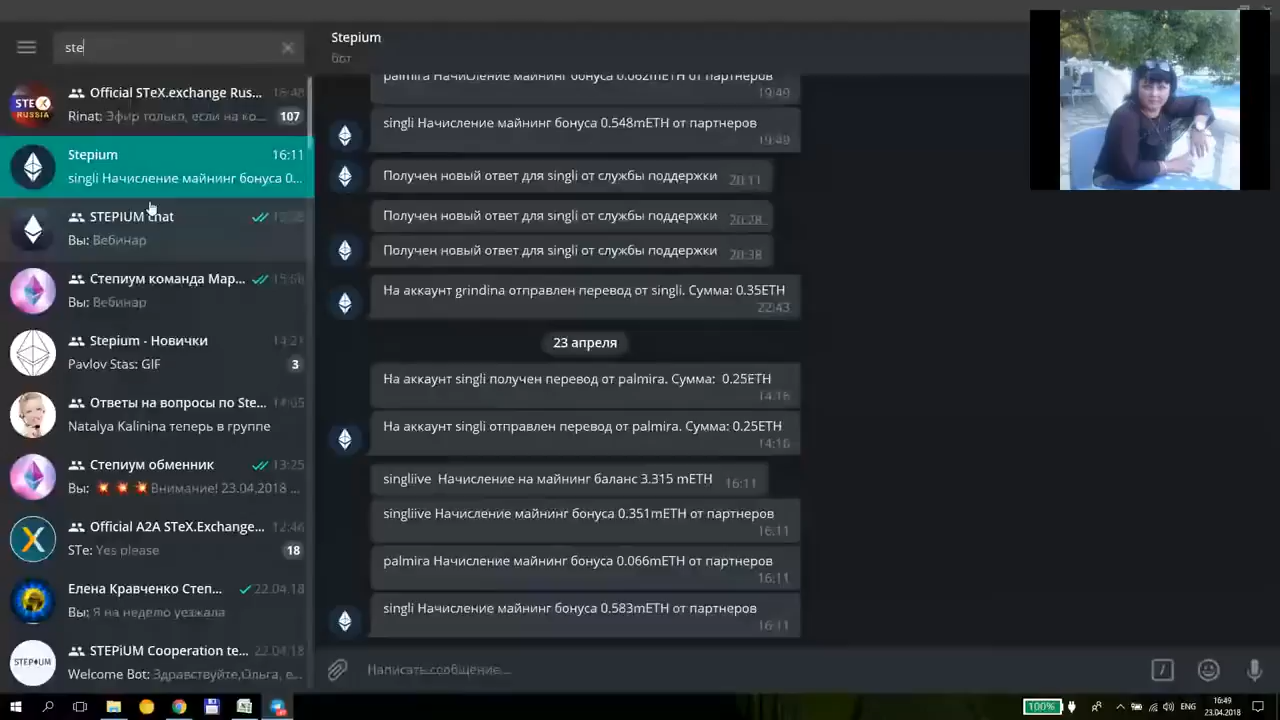 ste
Official STeX.exchange Rus...
Rinat: Эфир только, если на ко...
107
Stepium
16:11
singli Начисление майнинг бонуса 0...
STEPiUM chat
Вы: Вебинар
Степиум команда Мар...
Вы: Вебинар
Stepium - Новички
14:21
Pavlov Stas: GIF
3
Ответы на вопросы по Ste...
14:05
Natalya Kalinina теперь в группе
Степиум обменник
13:25
Вы: 💥 💥 💥Внимание! 23.04.2018 ...
Official A2A STeX.Exchange...
12:46
STe: Yes please
18
Елена Кравченко Степ...
22.04.18
Вы: Я на неделю уезжала
STEPiUM Cooperation te...
22.04.18
Welcome Bot: Здравствуйте,Ольга, е...
STEX
RUSSIA
STEPIUM
Stepium
бот
palmira Начисление майнинг бонуса 0.062mETH от партнеров
19:49
singli Начисление майнинг бонуса 0.548mETH от партнеров
19:49
Получен новый ответ для singli от службы поддержки
20:11
Получен новый ответ для singli от службы поддержки
20:28
Получен новый ответ для singli от службы поддержки
20:38
На аккаунт grindina отправлен перевод от singli. Сумма: 0.35ETH
22:43
23 апреля
На аккаунт singli получен перевод от palmira. Сумма: 0.25ETH
14:16
На аккаунт singli отправлен перевод от palmira. Сумма: 0.25ETH
14:16
singliive Начисление на майнинг баланс 3.315 mETH
16:11
singliive Начисление майнинг бонуса 0.351mETH от партнеров
16:11
palmira Начисление майнинг бонуса 0.066mETH от партнеров
16:11
singli Начисление майнинг бонуса 0.583mETH от партнеров
16:11
Написать сообщение...
100%
ENG
16:49
23.04.2018